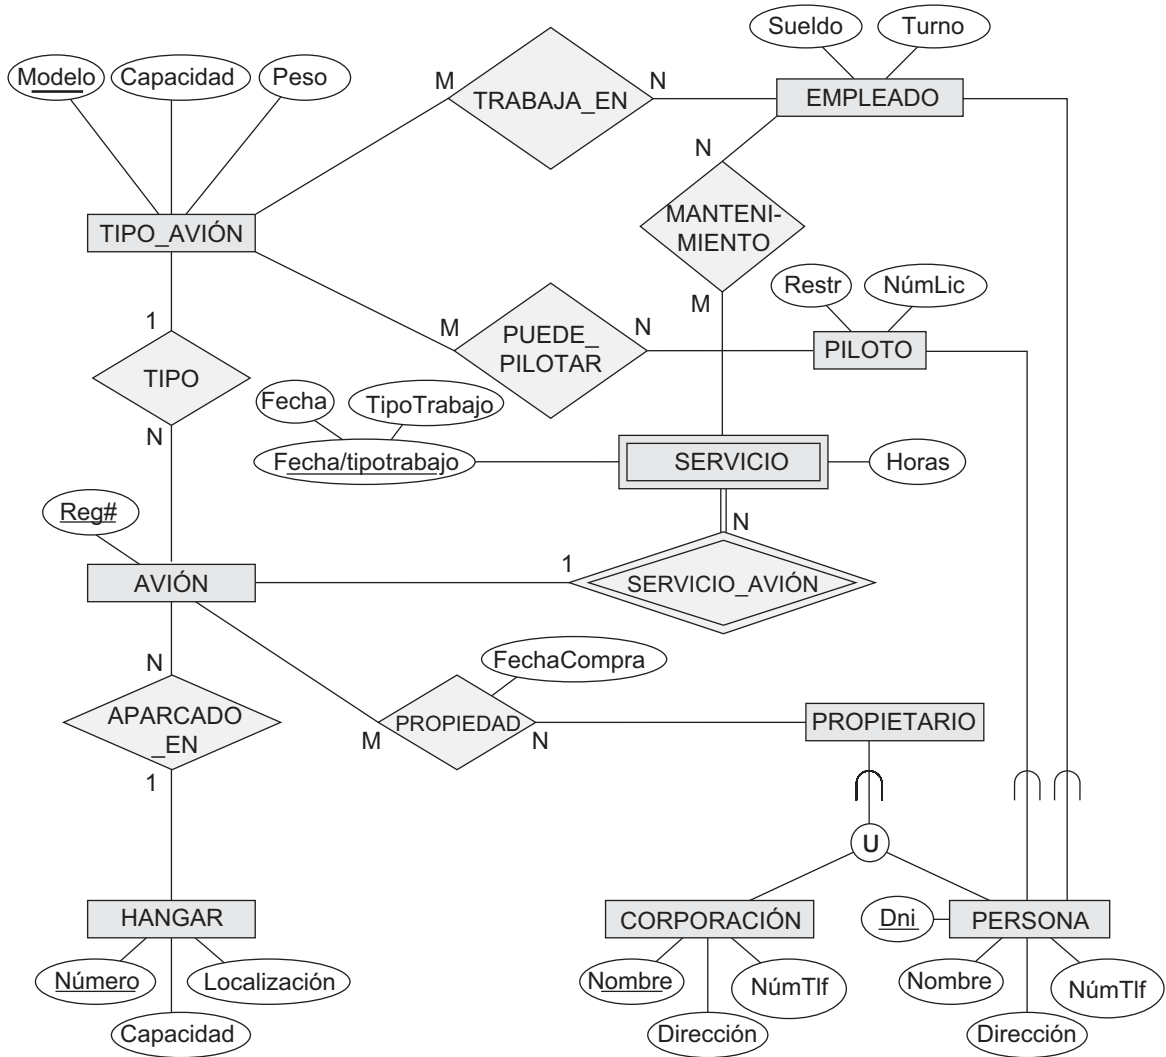 Sueldo Turno
Modelo Capacidad Peso
M TRABAJA_EN N EMPLEADO
N
MANTENI-
MIENTO
M
TIPO_AVIÓN
Restr NúmLic
1
M PUEDE_
PILOTAR N PILOTO
TIPO
N
Fecha TipoTrabajo
Fecha/tipotrabajo SERVICIO Horas
Reg#
N
AVIÓN 1 SERVICIO_AVIÓN
N
FechaCompra
APARCADO
_EN
M PROPIEDAD N PROPIETARIO
1
U
HANGAR CORPORACIÓN Dni PERSONA
Número Localización Nombre NúmTlf Nombre NúmTlf
Capacidad Dirección Dirección